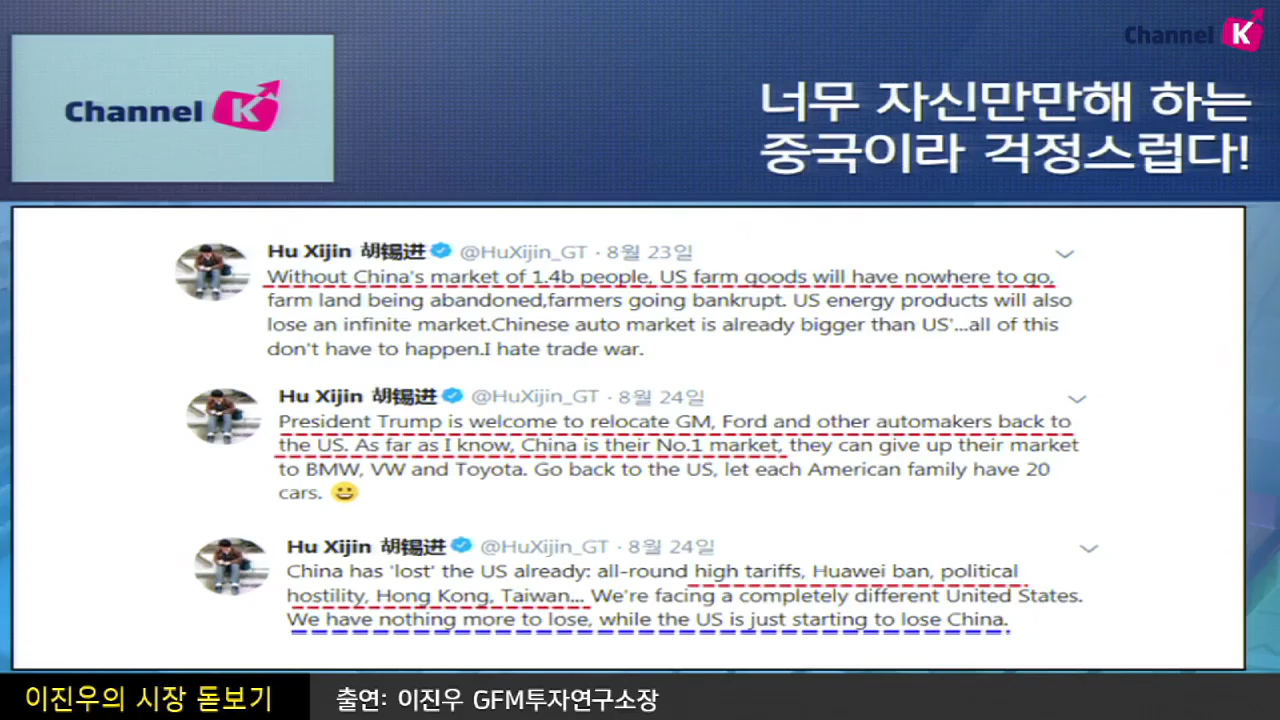 Channel K
Channel K
너무 자신만만해 하는
중국이라 걱정스럽다!
Hu Xijin 胡锡进 @HuXijin_GT · 8월 23일
Without China's market of 1.4b people, US farm goods will have nowhere to go,
farm land being abandoned,farmers going bankrupt. US energy products will also
lose an infinite market.Chinese auto market is already bigger than US'...all of this
don't have to happen.I hate trade war.
Hu Xijin 胡锡进 @HuXijin_GT · 8월 24일
President Trump is welcome to relocate GM, Ford and other automakers back to
the US. As far as I know, China is their No.1 market, they can give up their market
to BMW, VW and Toyota. Go back to the US, let each American family have 20
cars. 😀
Hu Xijin 胡锡进 @HuXijin_GT · 8월 24일
China has 'lost' the US already: all-round high tariffs, Huawei ban, political
hostility, Hong Kong, Taiwan... We're facing a completely different United States.
We have nothing more to lose, while the US is just starting to lose China.
이진우의 시장 돋보기
출연: 이진우 GFM투자연구소장